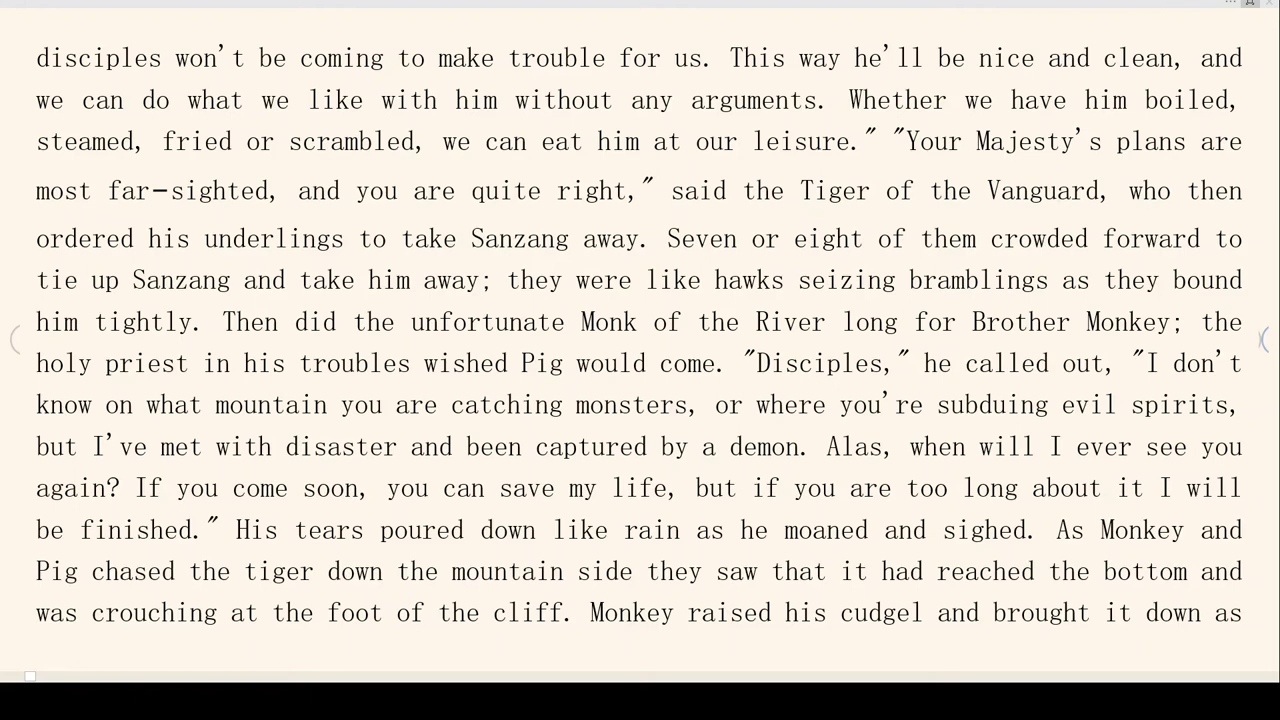 disciples won't be coming to make trouble for us. This way he'll be nice and clean, and
we can do what we like with him without any arguments. Whether we have him boiled,
steamed, fried or scrambled, we can eat him at our leisure." "Your Majesty's plans are
most far-sighted, and you are quite right," said the Tiger of the Vanguard, who then
ordered his underlings to take Sanzang away. Seven or eight of them crowded forward to
tie up Sanzang and take him away; they were like hawks seizing bramblings as they bound
him tightly. Then did the unfortunate Monk of the River long for Brother Monkey; the
holy priest in his troubles wished Pig would come. "Disciples," he called out, "I don't
know on what mountain you are catching monsters, or where you're subduing evil spirits,
but I've met with disaster and been captured by a demon. Alas, when will I ever see you
again? If you come soon, you can save my life, but if you are too long about it I will
be finished." His tears poured down like rain as he moaned and sighed. As Monkey and
Pig chased the tiger down the mountain side they saw that it had reached the bottom and
was crouching at the foot of the cliff. Monkey raised his cudgel and brought it down as